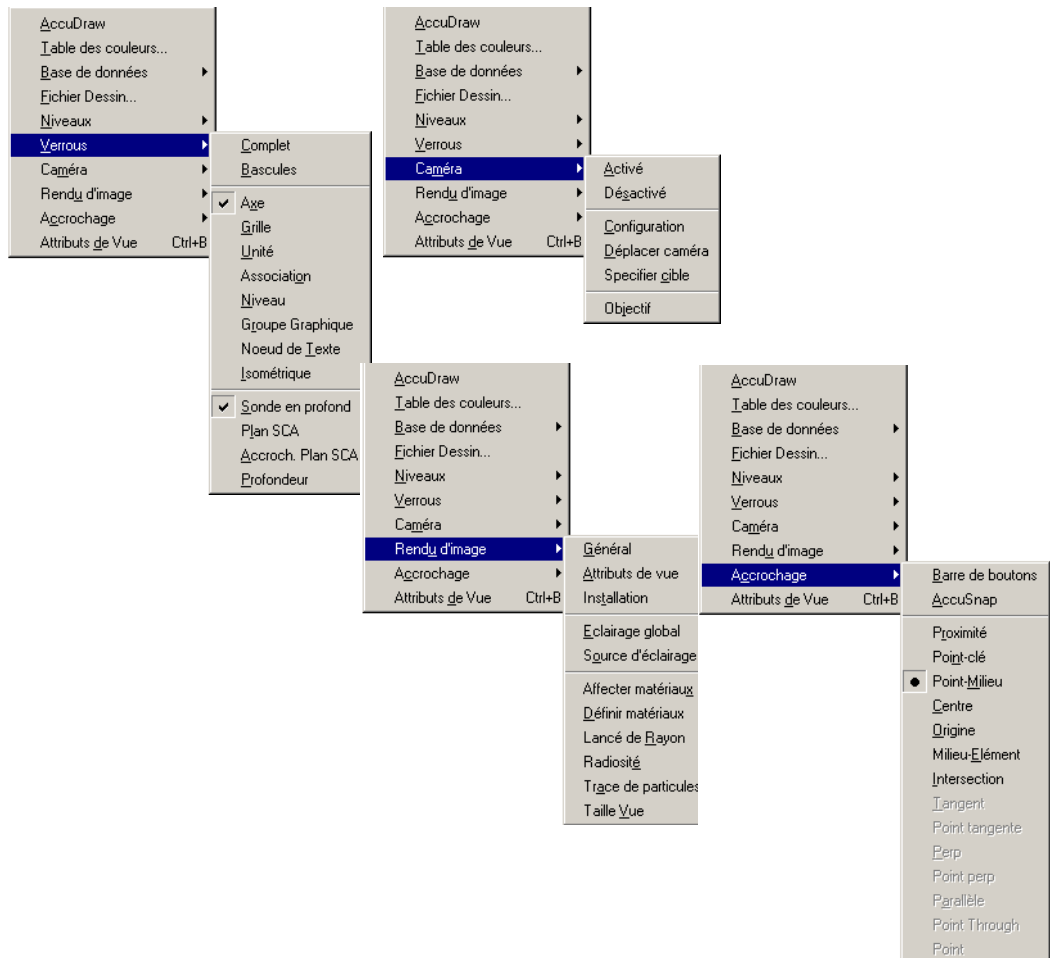 AccuDraw
Table des couleurs...
Base de données
Fichier Dessin...
Niveaux
Verrous
Caméra
Rendu d'image
Accrochage
Attributs de Vue Ctrl+B
Complet
Bascules
Axe
Grille
Unité
Association
Niveau
Groupe Graphique
Noeud de Texte
Isométrique
Sonde en profond
Plan SCA
Accroch. Plan SCA
Profondeur
AccuDraw
Table des couleurs...
Base de données
Fichier Dessin...
Niveaux
Verrous
Caméra
Rendu d'image
Accrochage
Attributs de Vue Ctrl+B
Activé
Désactivé
Configuration
Déplacer caméra
Specifier cible
Objectif
AccuDraw
Table des couleurs...
Base de données
Fichier Dessin...
Niveaux
Verrous
Caméra
Rendu d'image
Accrochage
Attributs de Vue Ctrl+B
Général
Attributs de vue
Installation
Eclairage global
Source d'éclairage
Affecter matériaux
Définir matériaux
Lancé de Rayon
Radiosité
Trace de particules
Taille Vue
AccuDraw
Table des couleurs...
Base de données
Fichier Dessin...
Niveaux
Verrous
Caméra
Rendu d'image
Accrochage
Attributs de Vue Ctrl+B
Barre de boutons
AccuSnap
Proximité
Point-clé
Point-Milieu
Centre
Origine
Milieu-Elément
Intersection
Tangent
Point tangente
Perp
Point perp
Parallèle
Point Through
Point